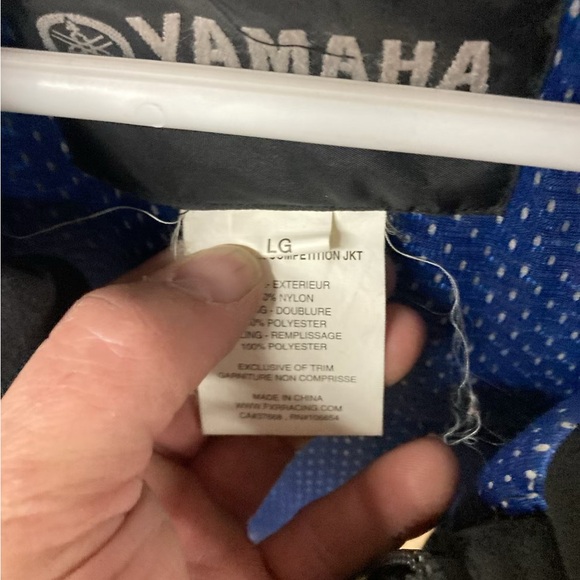 YAMAHA
LG
COMPETITION JKT
EXTERIEUR
NYLON
- DOUBLURE
POLYESTER
- REMPLISSAGE
100% POLYESTER
EXCLUSIVE OF TRIM
GARNITURE NON COMPRISE
MADE IN CHINA
WWW.FXRRACING.COM